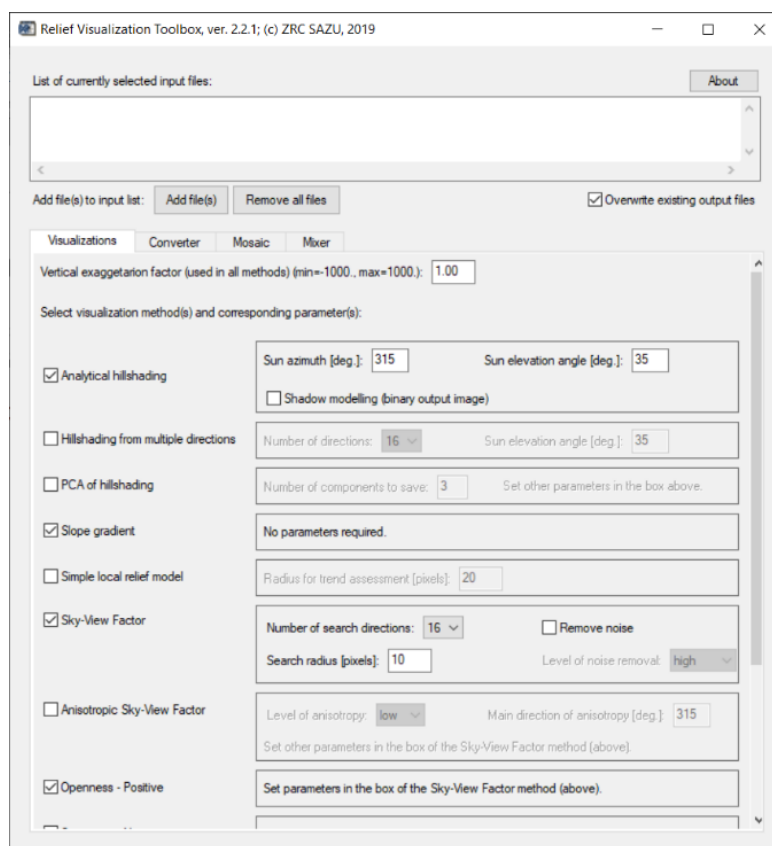 Relief Visualization Toolbox, ver. 2.2.1; (c) ZRC SAZU, 2019
List of currently selected input files:
About
Add file(s) to input list:
Add file(s)
Remove all files
Overwrite existing output files
Visualizations
Converter
Mosaic
Mixer
Vertical exaggetarion factor (used in all methods) (min=-1000., max=1000.):
1.00
Select visualization method(s) and corresponding parameter(s):
Analytical hillshading
Sun azimuth [deg.]:
315
Sun elevation angle [deg.]:
35
Shadow modelling (binary output image)
Hillshading from multiple directions
Number of directions:
16
Sun elevation angle [deg.]:
35
PCA of hillshading
Number of components to save:
3
Set other parameters in the box above.
Slope gradient
No parameters required.
Simple local relief model
Radius for trend assessment [pixels]:
20
Sky-View Factor
Number of search directions:
16
Remove noise
Search radius [pixels]:
10
Level of noise removal:
high
Anisotropic Sky-View Factor
Level of anisotropy:
low
Main direction of anisotropy [deg.]:
315
Set other parameters in the box of the Sky-View Factor method (above).
Openness - Positive
Set parameters in the box of the Sky-View Factor method (above).